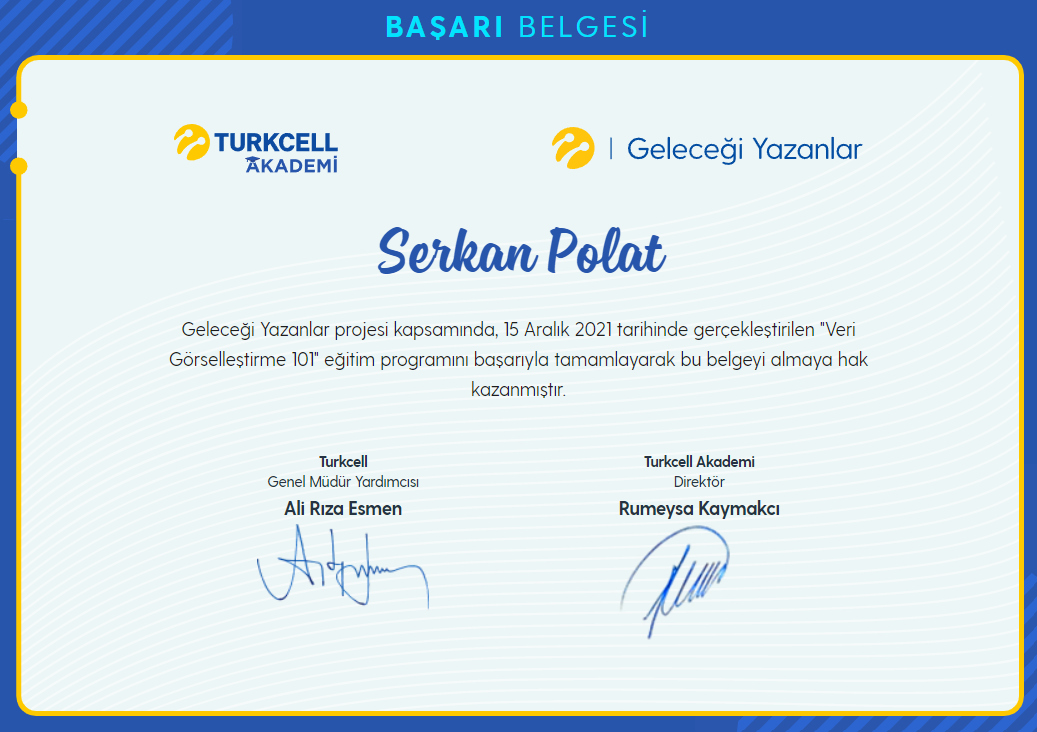 BAŞARI BELGESİ
TURKCELL
AKADEMİ
Geleceği Yazanlar
Serkan Polat
Geleceği Yazanlar projesi kapsamında, 15 Aralık 2021 tarihinde gerçekleştirilen "Veri
Görselleştirme 101" eğitim programını başarıyla tamamlayarak bu belgeyi almaya hak
kazanmıştır.
Turkcell
Genel Müdür Yardımcısı
Ali Rıza Esmen
Turkcell Akademi
Direktör
Rumeysa Kaymakcı